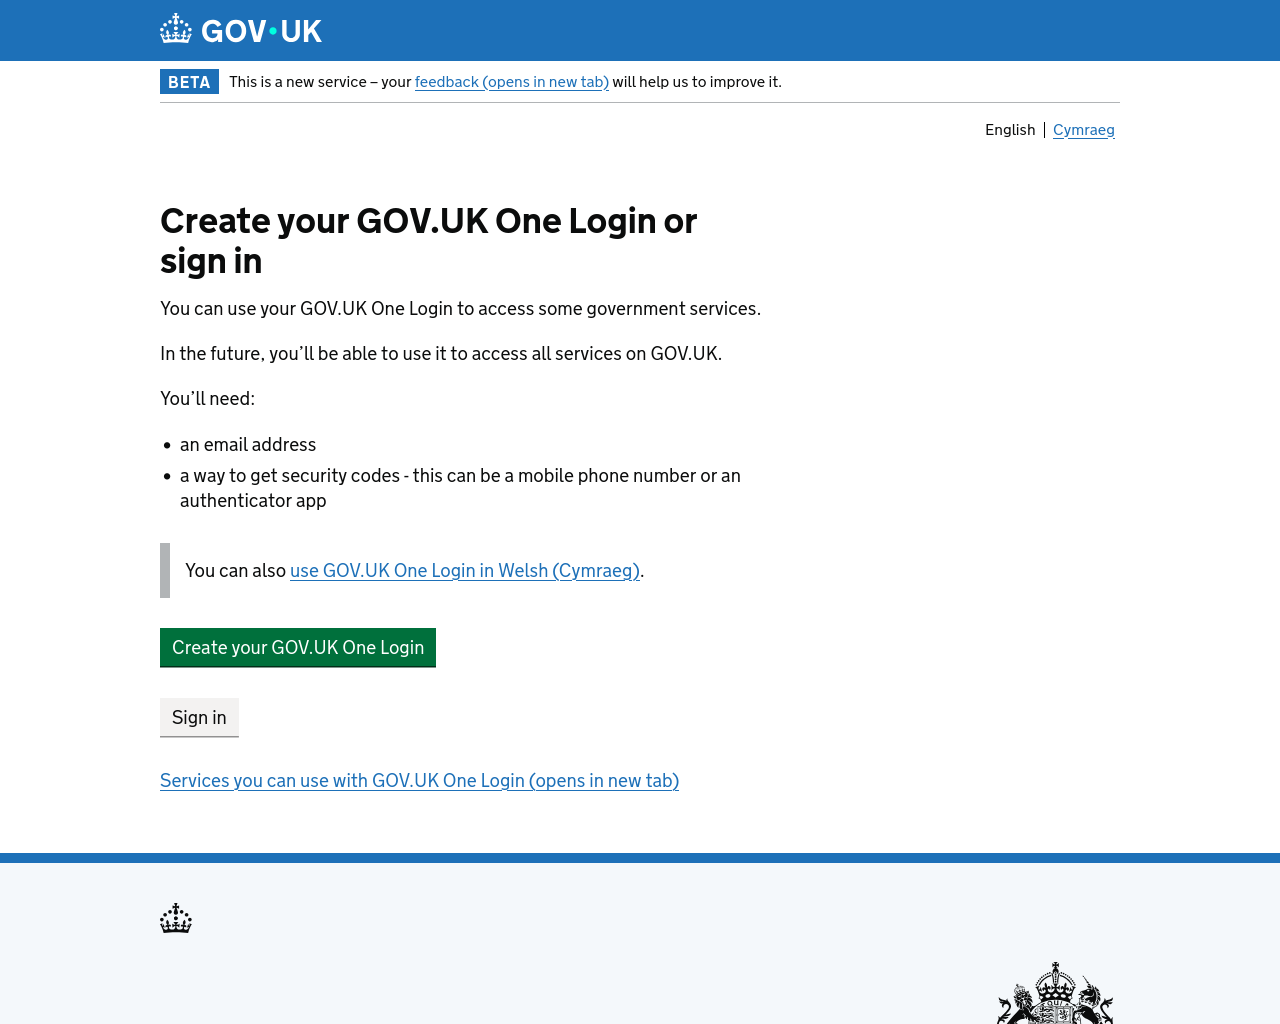 GOV•UK
BETA This is a new service – your feedback (opens in new tab) will help us to improve it.
English Cymraeg
Create your GOV.UK One Login or
sign in
You can use your GOV.UK One Login to access some government services.
In the future, you’ll be able to use it to access all services on GOV.UK.
You’ll need:
• an email address
• a way to get security codes - this can be a mobile phone number or an
authenticator app
You can also use GOV.UK One Login in Welsh (Cymraeg).
Create your GOV.UK One Login
Sign in
Services you can use with GOV.UK One Login (opens in new tab)